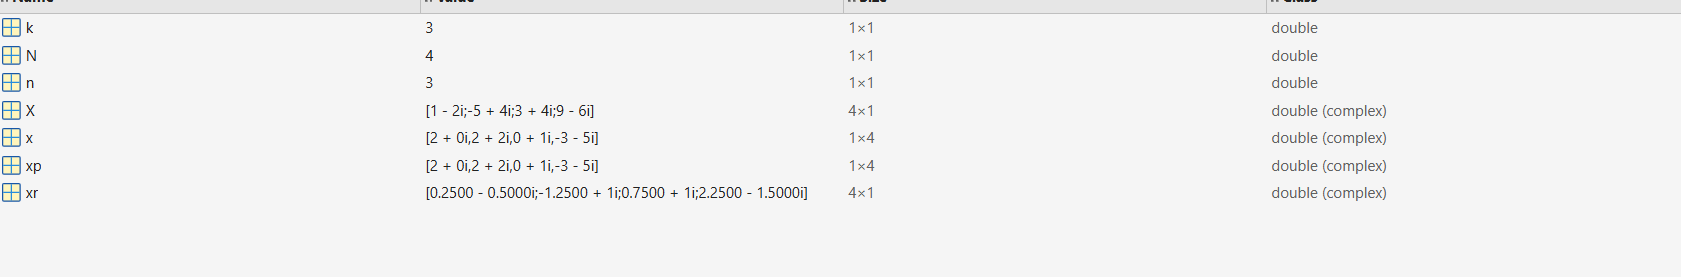 Name Value Size Class
k 3 1×1 double
N 4 1×1 double
n 3 1×1 double
X [1 - 2i;-5 + 4i;3 + 4i;9 - 6i] 4×1 double (complex)
x [2 + 0i,2 + 2i,0 + 1i,-3 - 5i] 1×4 double (complex)
xp [2 + 0i,2 + 2i,0 + 1i,-3 - 5i] 1×4 double (complex)
xr [0.2500 - 0.5000i;-1.2500 + 1i;0.7500 + 1i;2.2500 - 1.5000i] 4×1 double (complex)